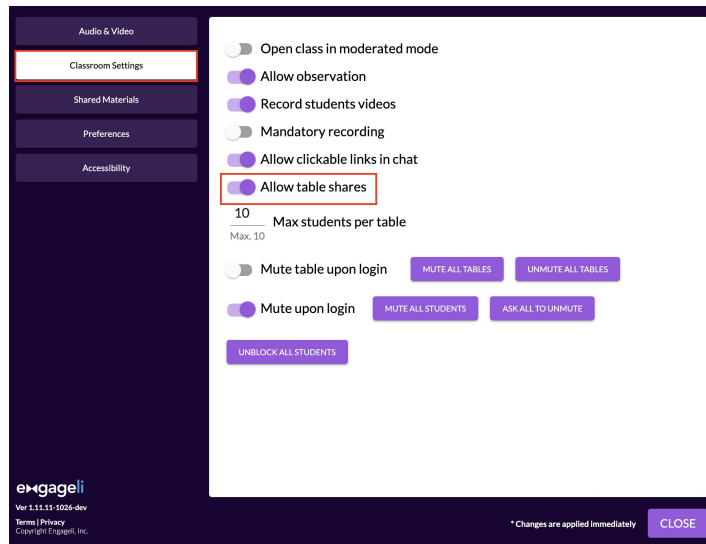 Audio & Video
Classroom Settings
Shared Materials
Preferences
Accessibility
Open class in moderated mode
Allow observation
Record students videos
Mandatory recording
Allow clickable links in chat
Allow table shares
10 Max students per table
Max. 10
Mute table upon login MUTE ALL TABLES UNMUTE ALL TABLES
Mute upon login MUTE ALL STUDENTS ASK ALL TO UNMUTE
UNBLOCK ALL STUDENTS
engageli
Ver 1.11.11-1026-dev
Terms | Privacy
Copyright Engageli, Inc.
* Changes are applied immediately CLOSE